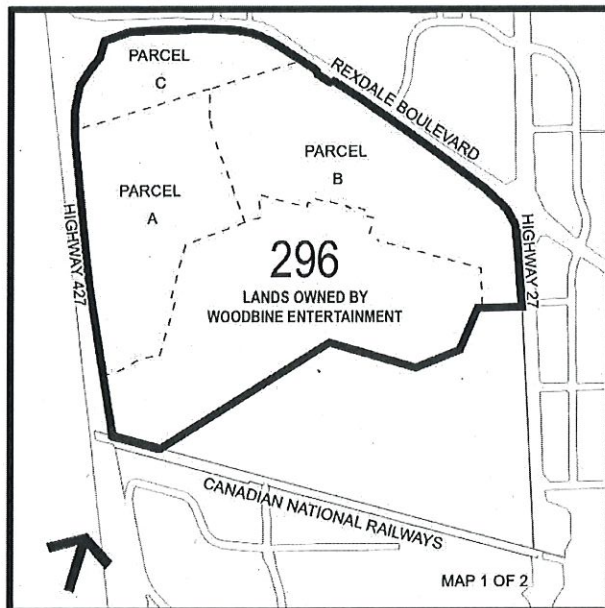 PARCEL
C
REXDALE BOULEVARD
PARCEL
B
PARCEL
A
HIGHWAY 427
HIGHWAY 27
296
LANDS OWNED BY
WOODBINE ENTERTAINMENT
CANADIAN NATIONAL RAILWAYS
MAP 1 OF 2